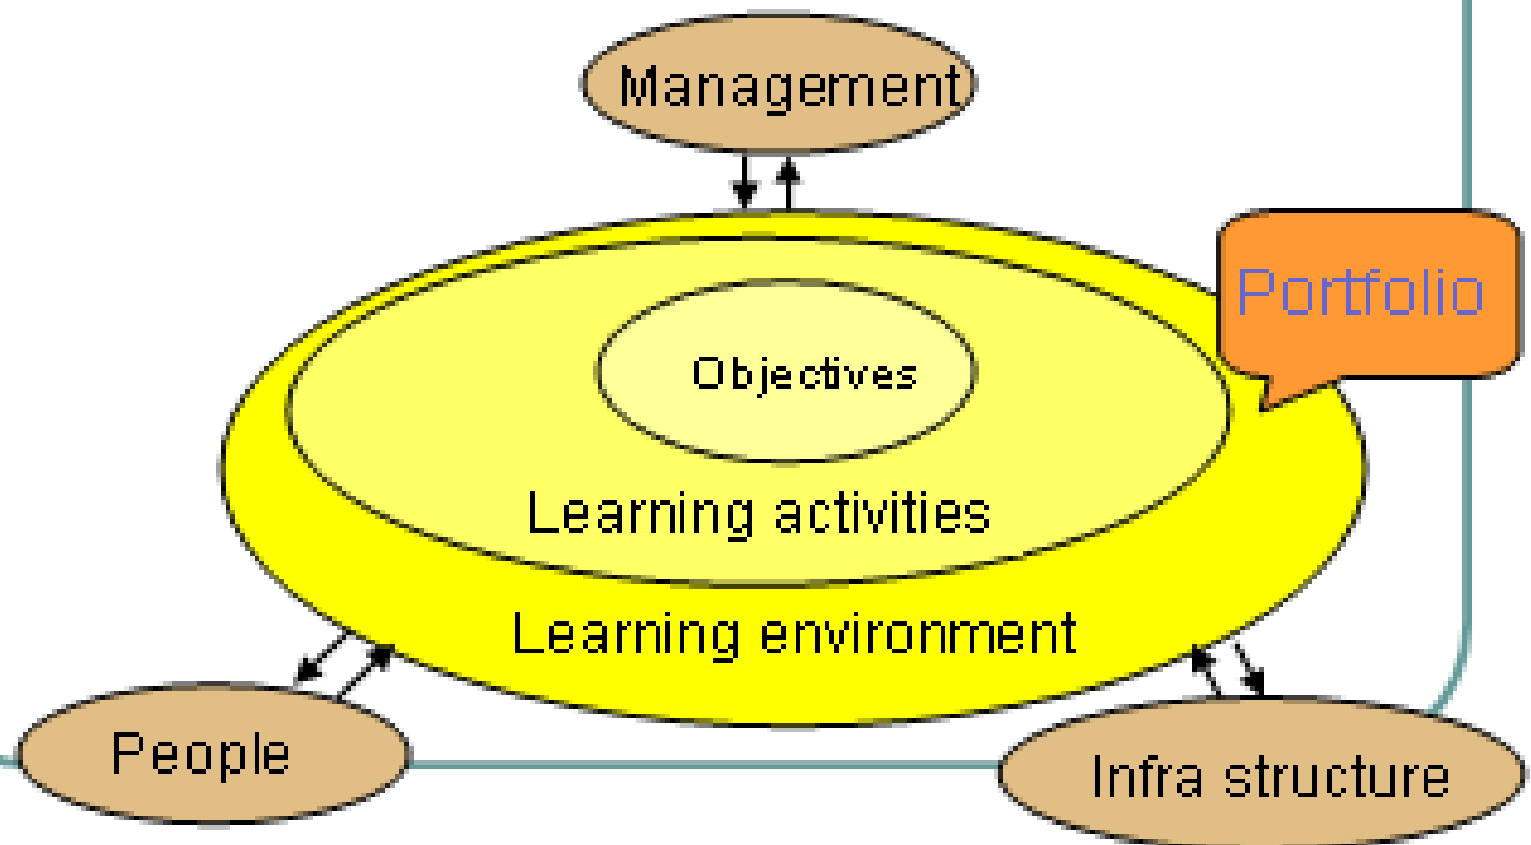 Management
Portfolio
Objectives
Learning activities
Learning environment
People
Infra structure